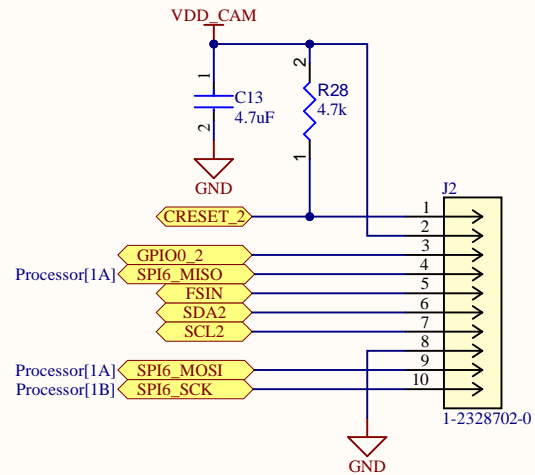 VDD_CAM
1
2
C13
4.7uF
2
1
R28
4.7k
GND
J2
CRESET_2
1
2
GPIO0_2
3
Processor[1A]
SPI6_MISO
4
FSIN
5
SDA2
6
SCL2
7
8
Processor[1A]
SPI6_MOSI
9
Processor[1B]
SPI6_SCK
10
1-2328702-0
GND